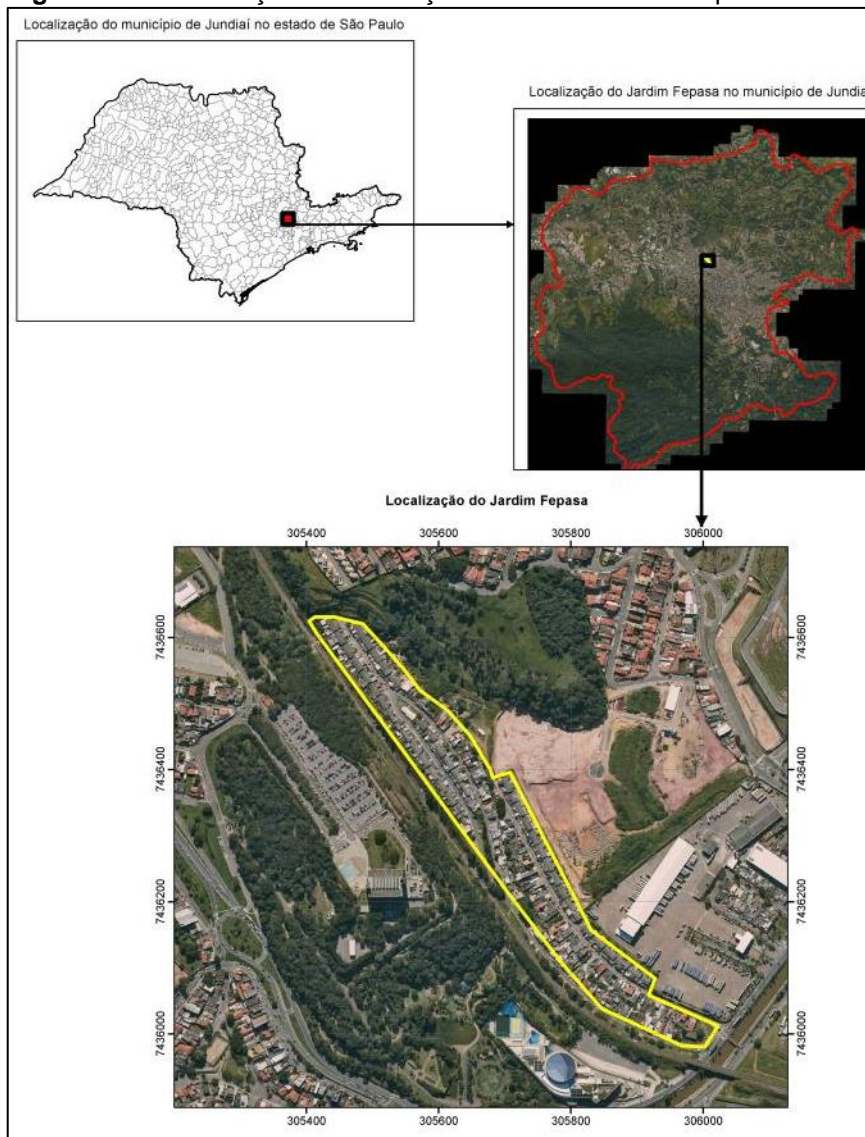 Localização do município de Jundiaí no estado de São Paulo
Localização do Jardim Fepasa no município de Jundia
Localização do Jardim Fepasa
305400 305600 305800 306000
7436600 7436600
7436400 7436400
7436200 7436200
7436000 7436000
305400 305600 305800 306000